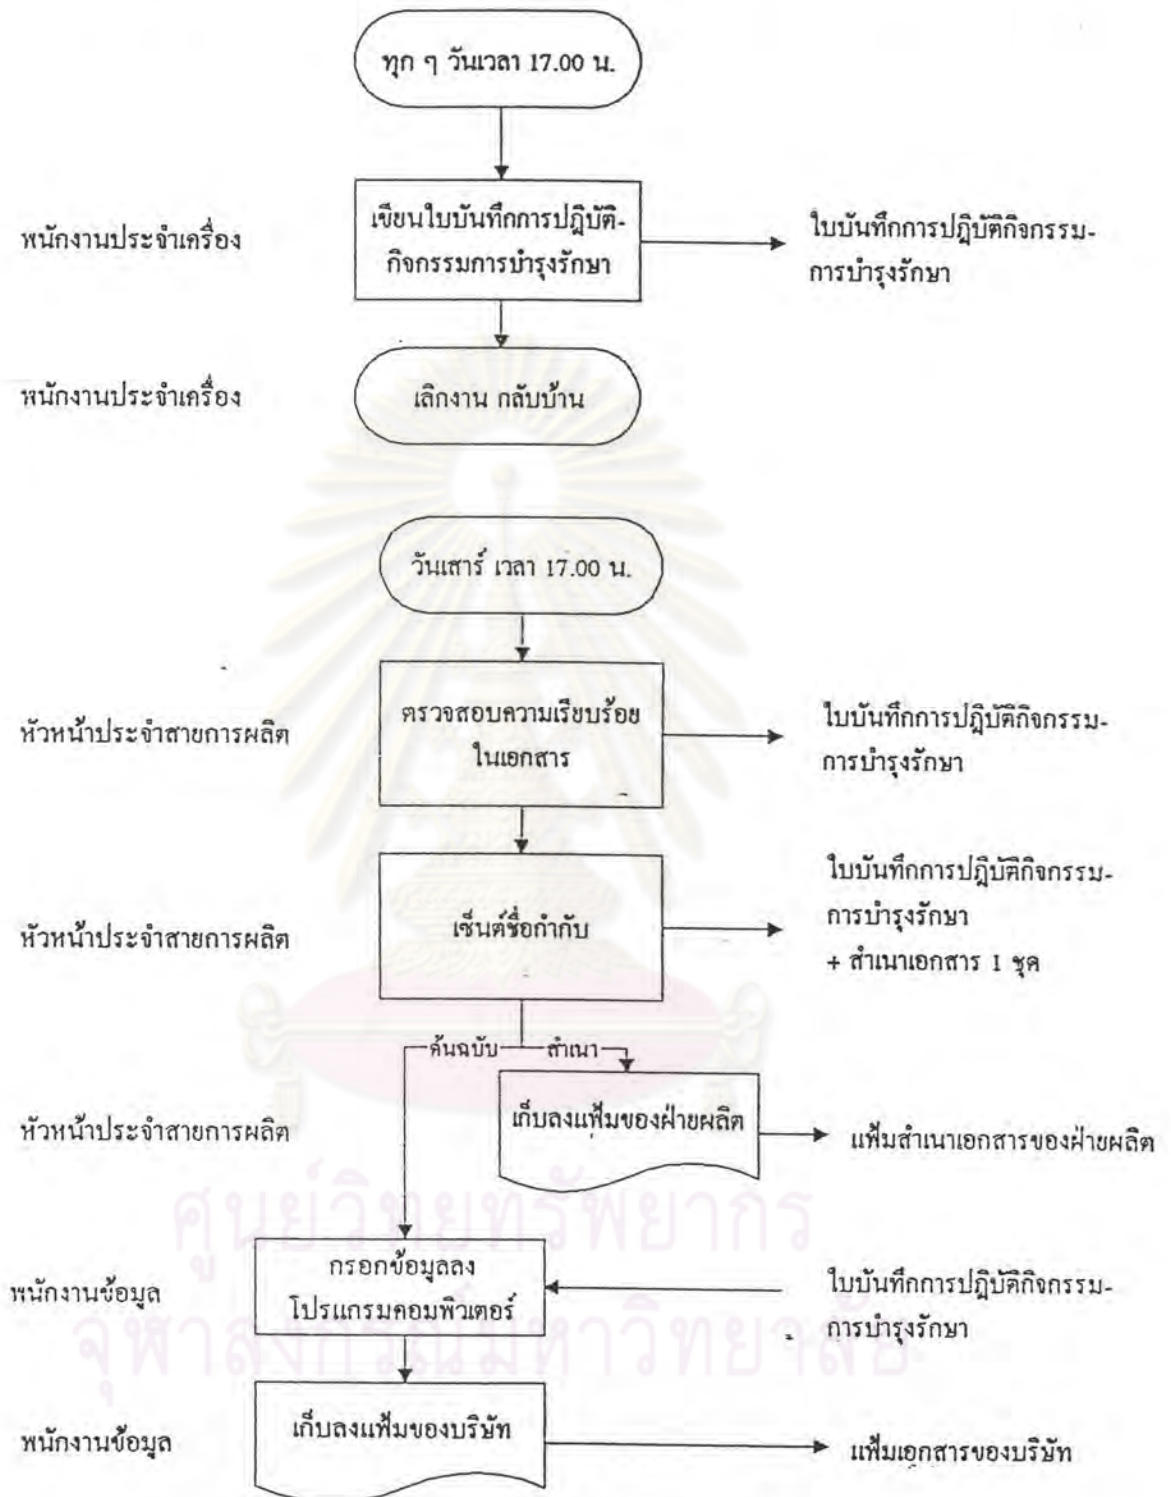 ทุก ๆ วันเวลา 17.00 น.
พนักงานประจำเครื่อง
เขียนใบบันทึกการปฏิบัติ-
กิจกรรมการบำรุงรักษา
ใบบันทึกการปฏิบัติกิจกรรม-
การบำรุงรักษา
พนักงานประจำเครื่อง
เลิกงาน กลับบ้าน
วันเสาร์ เวลา 17.00 น.
หัวหน้าประจำสายการผลิต
ตรวจสอบความเรียบร้อย
ในเอกสาร
ใบบันทึกการปฏิบัติกิจกรรม-
การบำรุงรักษา
หัวหน้าประจำสายการผลิต
เซ็นต์ชื่อกำกับ
ใบบันทึกการปฏิบัติกิจกรรม-
การบำรุงรักษา
+ สำเนาเอกสาร 1 ชุด
ต้นฉบับ
สำเนา
หัวหน้าประจำสายการผลิต
เก็บลงแฟ้มของฝ่ายผลิต
แฟ้มสำเนาเอกสารของฝ่ายผลิต
ศูนย์วิทยทรัพยากร
พนักงานข้อมูล
กรอกข้อมูลลง
โปรแกรมคอมพิวเตอร์
ใบบันทึกการปฏิบัติกิจกรรม-
การบำรุงรักษา
จุฬาลงกรณ์มหาวิทยาลัย
พนักงานข้อมูล
เก็บลงแฟ้มของบริษัท
แฟ้มเอกสารของบริษัท